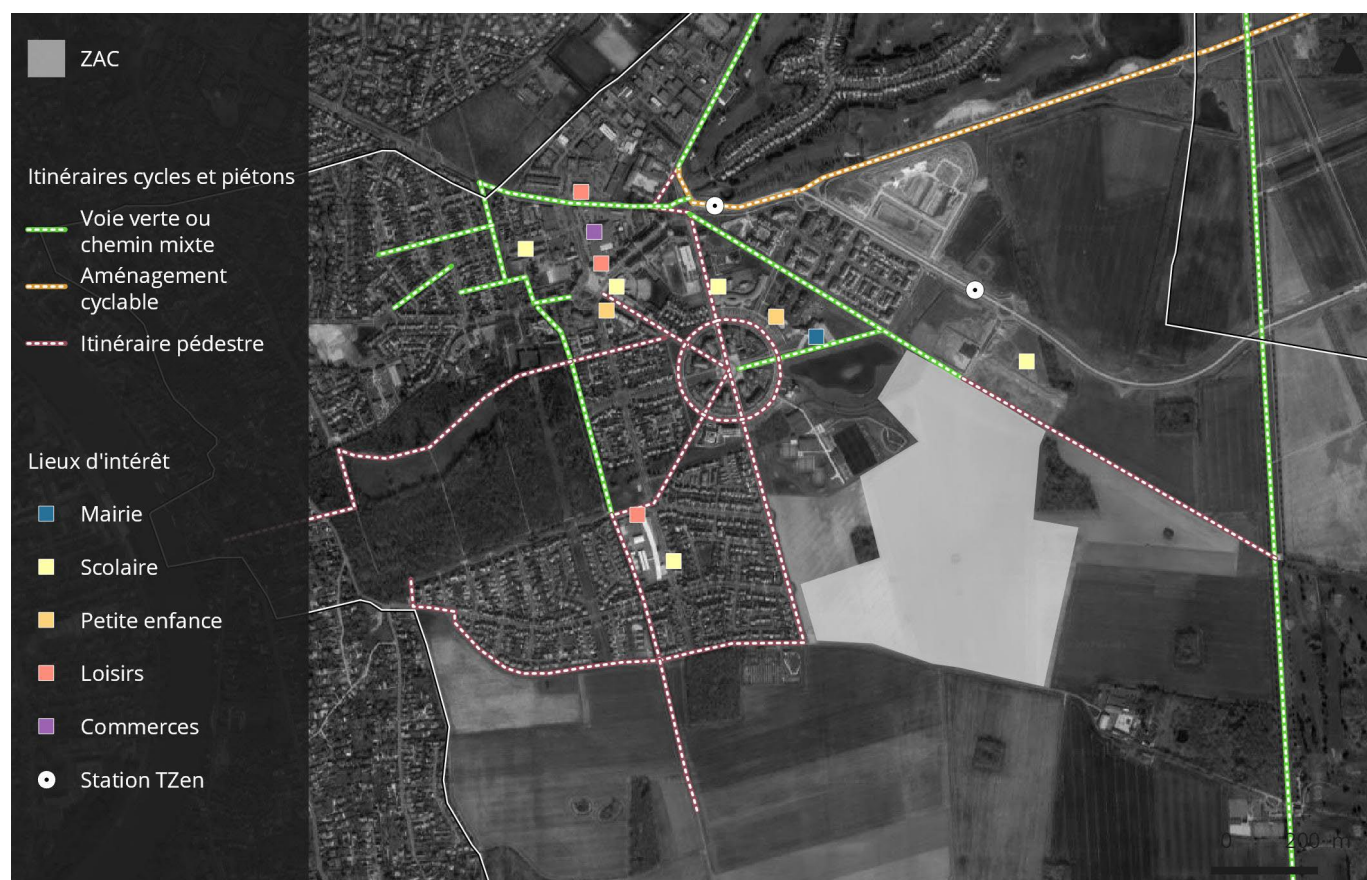 N
ZAC
Itinéraires cycles et piétons
Voie verte ou
chemin mixte
Aménagement
cyclable
Itinéraire pédestre
Lieux d'intérêt
Mairie
Scolaire
Petite enfance
Loisirs
Commerces
Station TZen
0 200 m